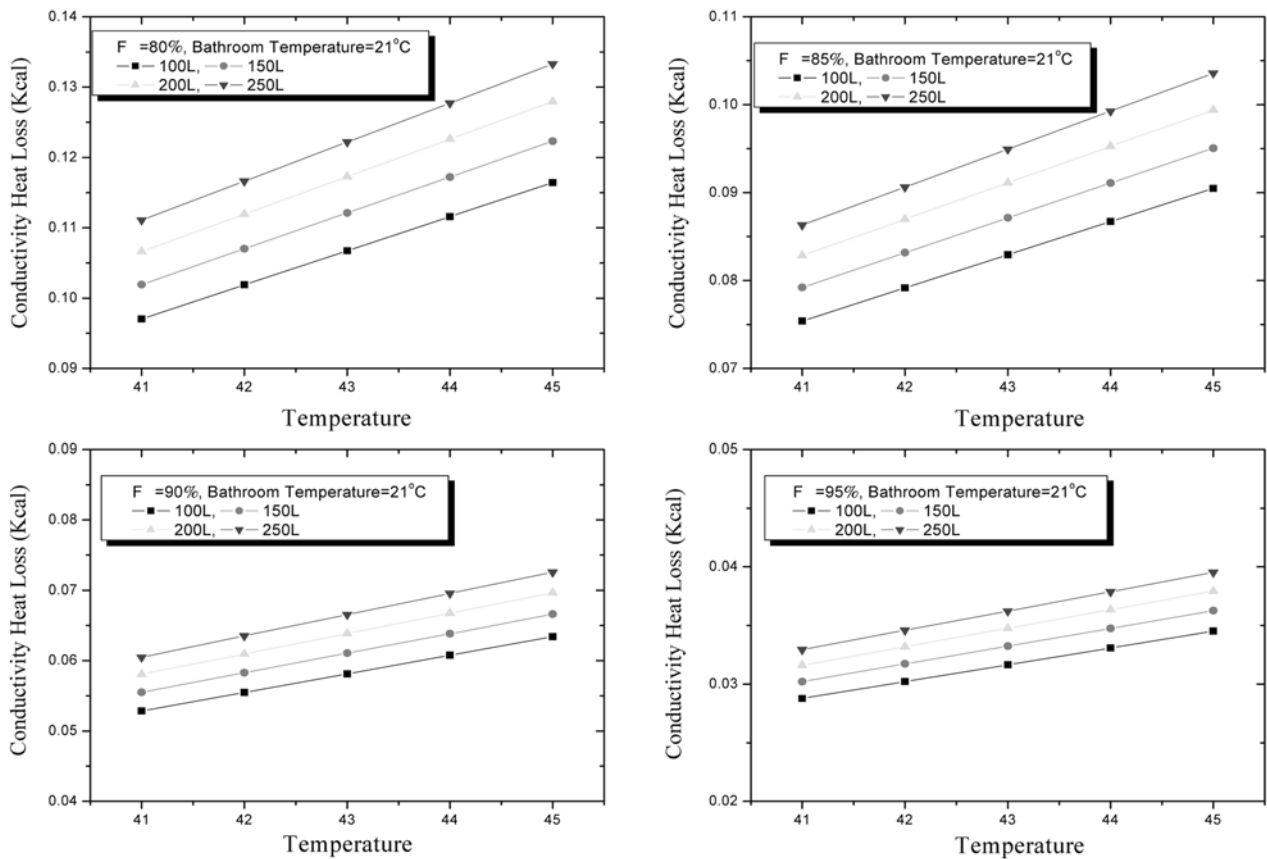 Conductivity Heat Loss (Kcal)
0.14
0.13
0.12
0.11
0.10
0.09
F =80%, Bathroom Temperature=21°C
100L, 150L
200L, 250L
41 42 43 44 45
Temperature
Conductivity Heat Loss (Kcal)
0.11
0.10
0.09
0.08
0.07
F =85%, Bathroom Temperature=21°C
100L, 150L
200L, 250L
41 42 43 44 45
Temperature
Conductivity Heat Loss (Kcal)
0.09
0.08
0.07
0.06
0.05
0.04
F =90%, Bathroom Temperature=21°C
100L, 150L
200L, 250L
41 42 43 44 45
Temperature
Conductivity Heat Loss (Kcal)
0.05
0.04
0.03
0.02
F =95%, Bathroom Temperature=21°C
100L, 150L
200L, 250L
41 42 43 44 45
Temperature